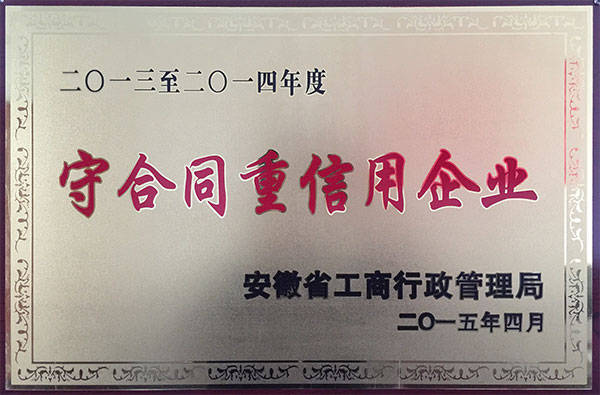 二〇一三至二〇一四年度
守合同重信用企业
安徽省工商行政管理局
二〇一五年四月